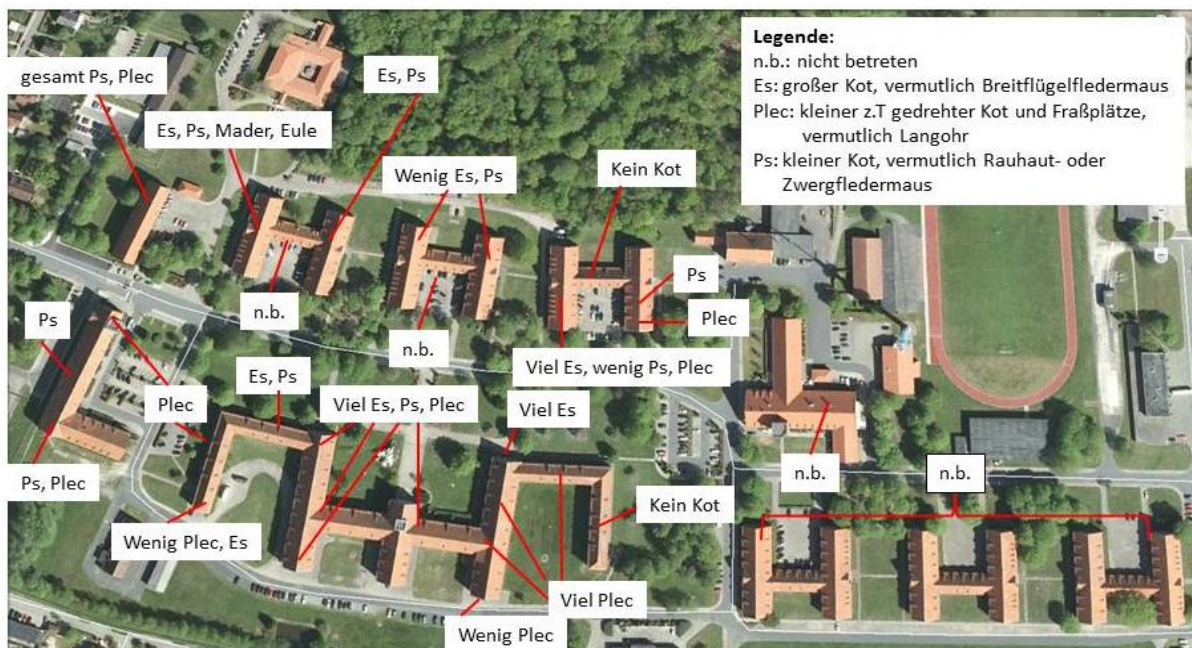 Legende:
n.b.: nicht betreten
Es: großer Kot, vermutlich Breitflügelfledermaus
Plec: kleiner z.T gedrehter Kot und Fraßplätze,
vermutlich Langohr
Ps: kleiner Kot, vermutlich Rauhaut- oder
Zwergfledermaus
gesamt Ps, Plec
Es, Ps
Es, Ps, Mader, Eule
Wenig Es, Ps
Kein Kot
Ps
n.b.
Plec
Ps
n.b.
Viel Es, wenig Ps, Plec
Es, Ps
Plec
Viel Es, Ps, Plec
Viel Es
n.b.
n.b.
Ps, Plec
Kein Kot
Wenig Plec, Es
Viel Plec
Wenig Plec